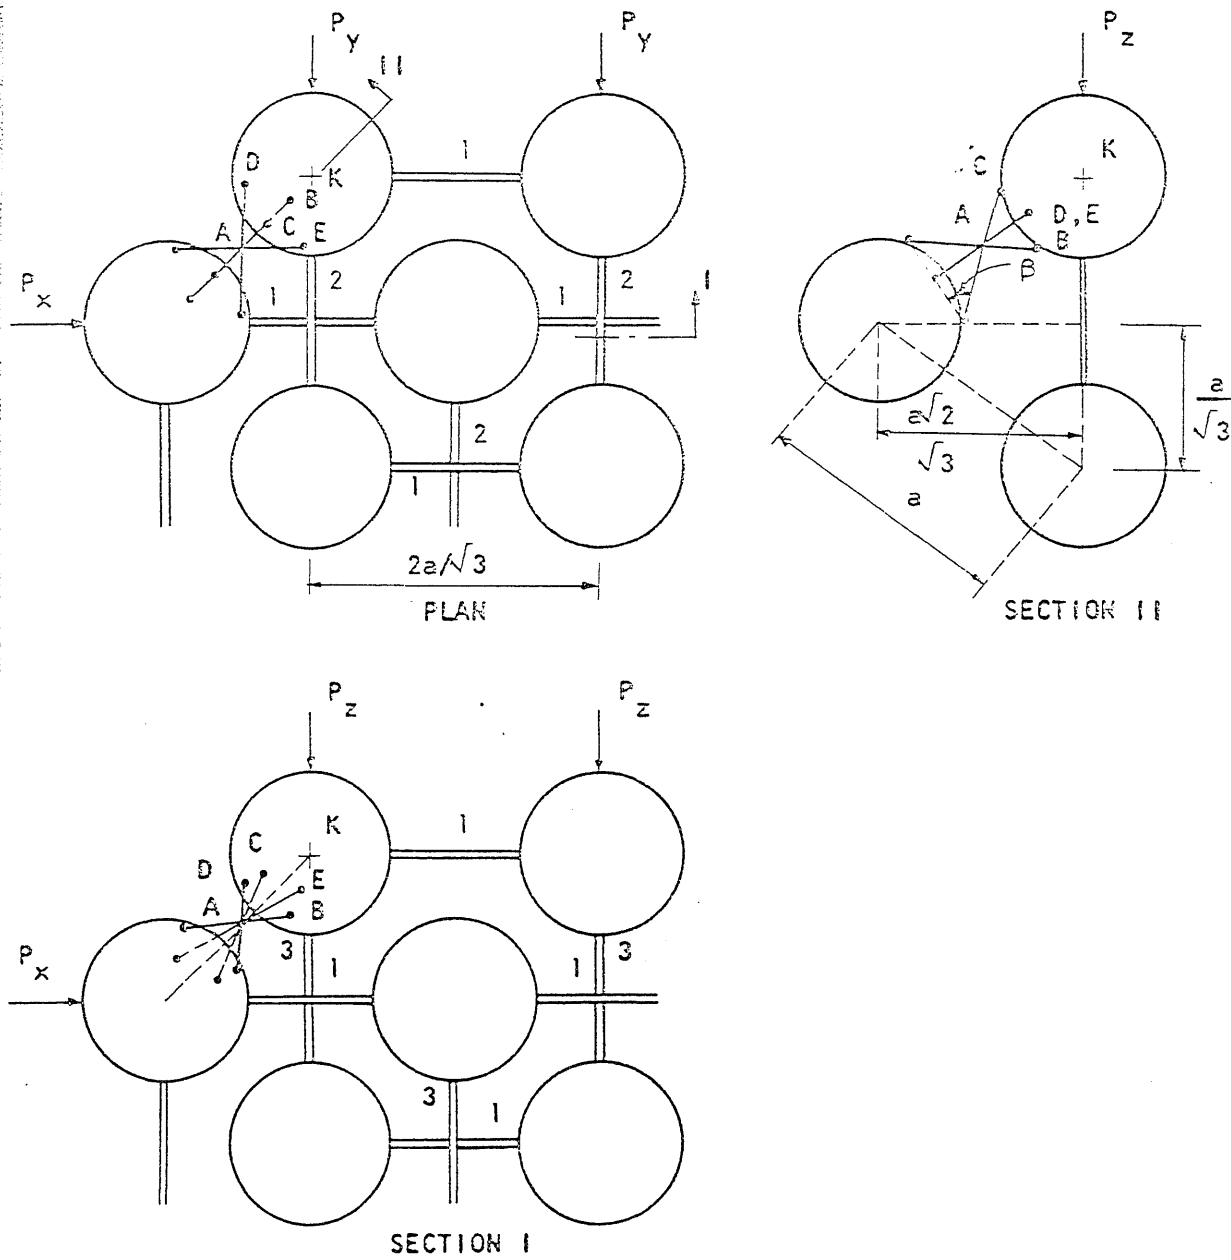 P y
P y
P z
II
1
D
K
B
C
A
E
P x
1
2
1
2
I
2
1
2a/√3
PLAN
C
K
A
D,E
B
β
a√2
√3
a
a
√3
SECTION II
P z
P z
K
1
C
D
E
A
B
P x
3
1
1
3
3
1
SECTION I